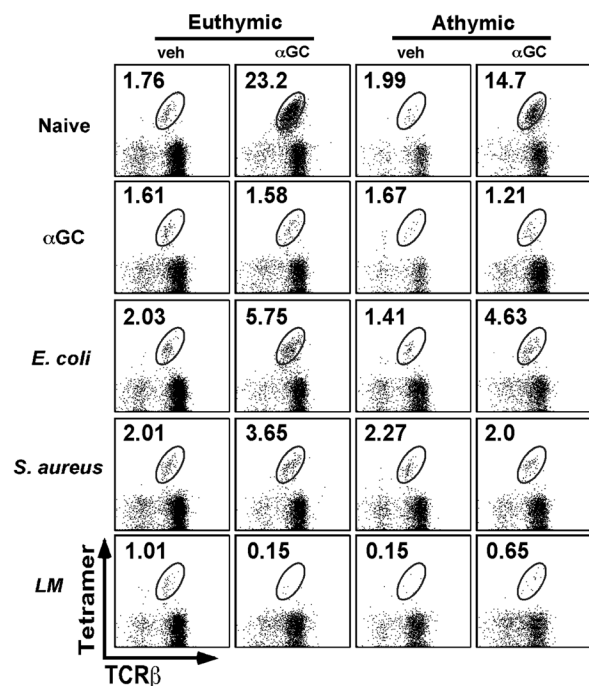 Euthymic Athymic
veh αGC veh αGC
Naive 1.76 23.2 1.99 14.7
αGC 1.61 1.58 1.67 1.21
E. coli 2.03 5.75 1.41 4.63
S. aureus 2.01 3.65 2.27 2.0
LM 1.01 0.15 0.15 0.65
Tetramer
TCRβ